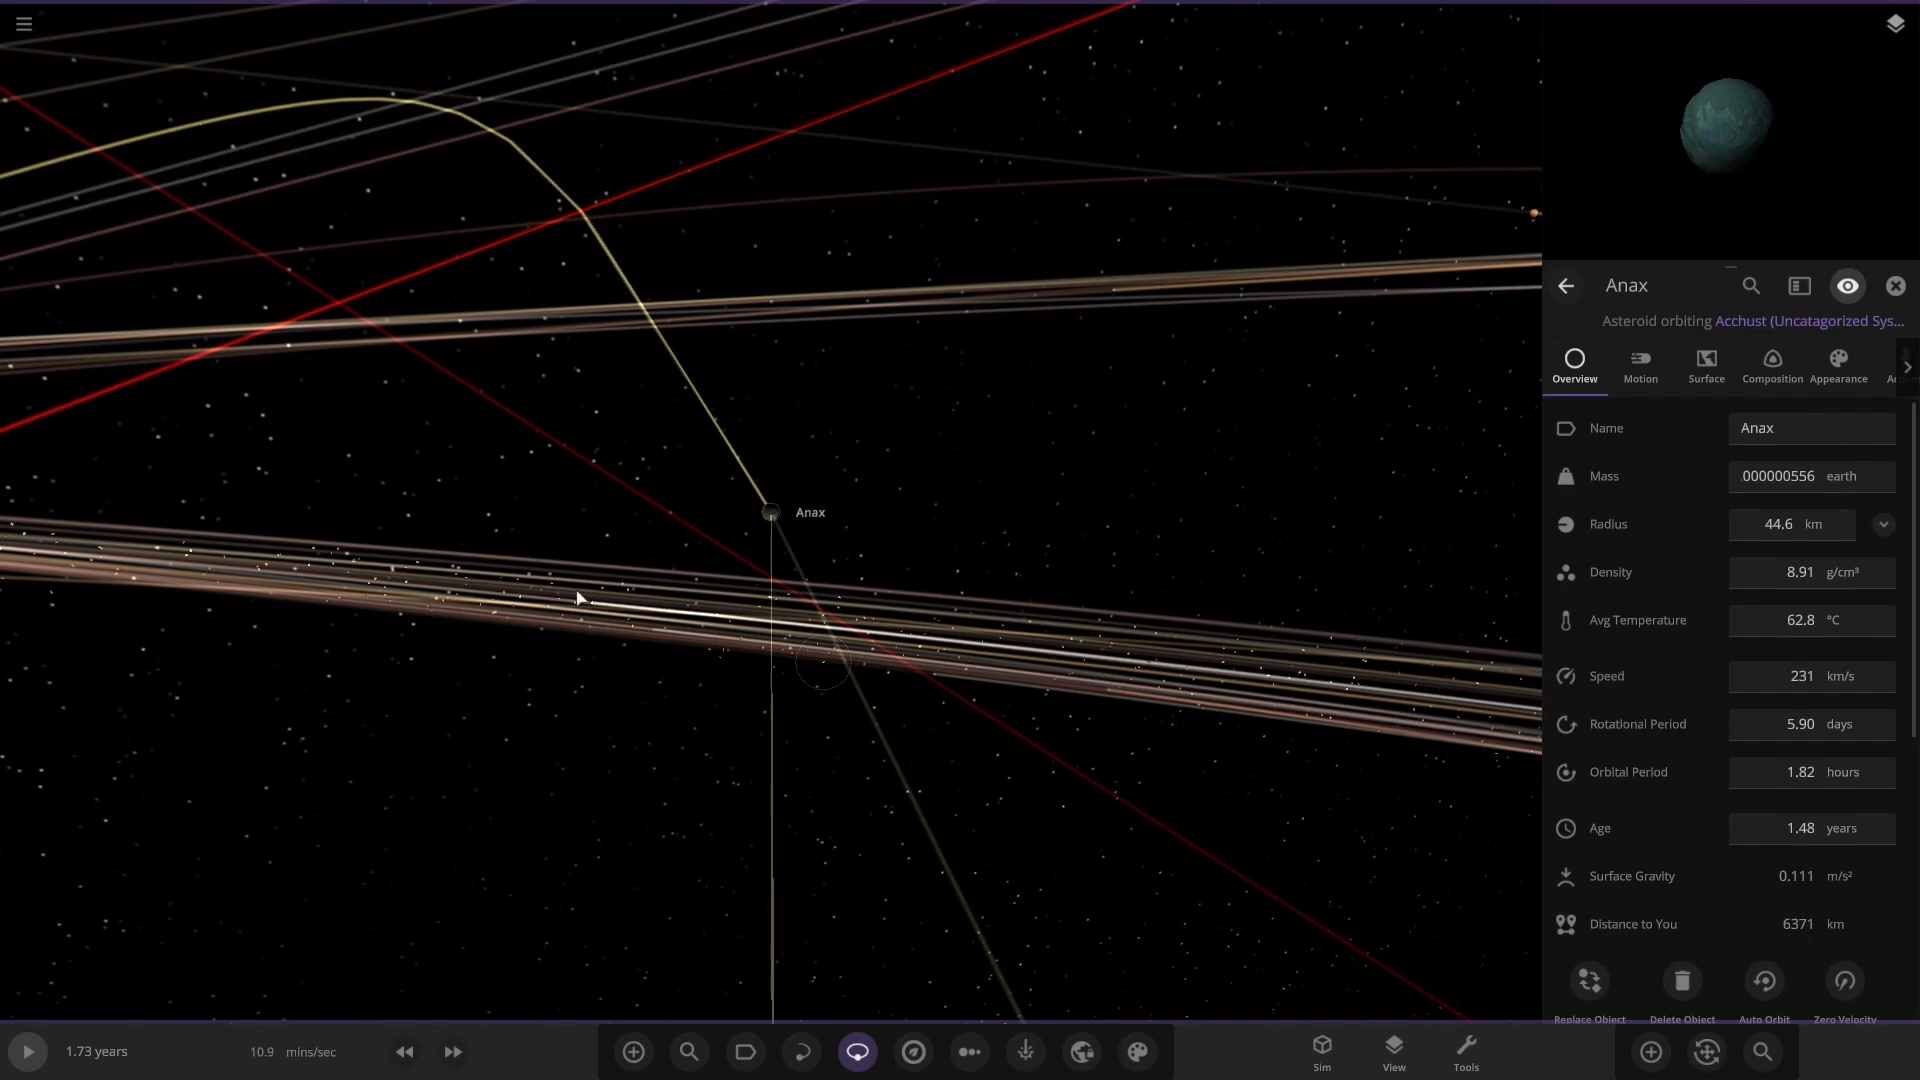 Anax
Asteroid orbiting Acchust (Uncatagorized Sys...
Overview
Motion
Surface
Composition
Appearance
Name Anax
Mass .000000556 earth
Radius 44.6 km
Density 8.91 g/cm³
Avg Temperature 62.8 °C
Speed 231 km/s
Rotational Period 5.90 days
Orbital Period 1.82 hours
Age 1.48 years
Surface Gravity 0.111 m/s²
Distance to You 6371 km
Replace Object Delete Object Auto Orbit Zero Velocity
Anax
1.73 years 10.9 mins/sec
Sim View Tools